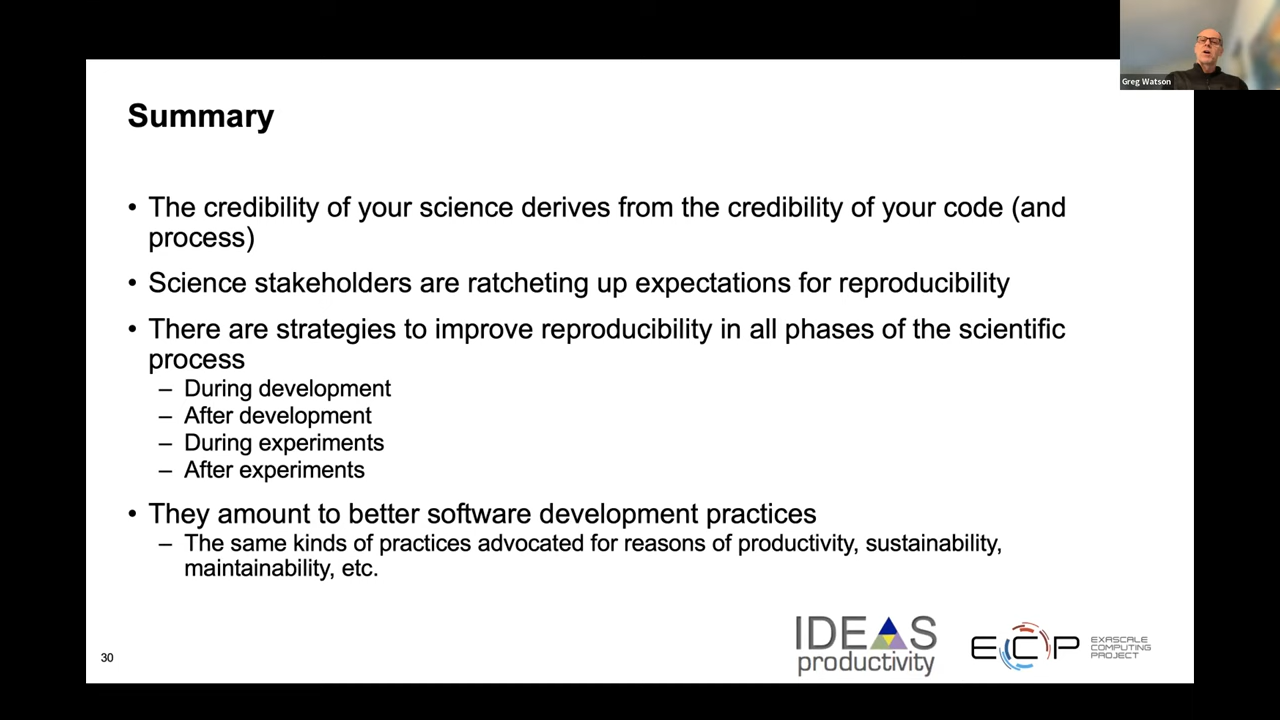 Greg Watson
Summary
• The credibility of your science derives from the credibility of your code (and
process)
• Science stakeholders are ratcheting up expectations for reproducibility
• There are strategies to improve reproducibility in all phases of the scientific
process
– During development
– After development
– During experiments
– After experiments
• They amount to better software development practices
– The same kinds of practices advocated for reasons of productivity, sustainability,
maintainability, etc.
30
IDEAS
productivity
ECP
EXASCALE
COMPUTING
PROJECT